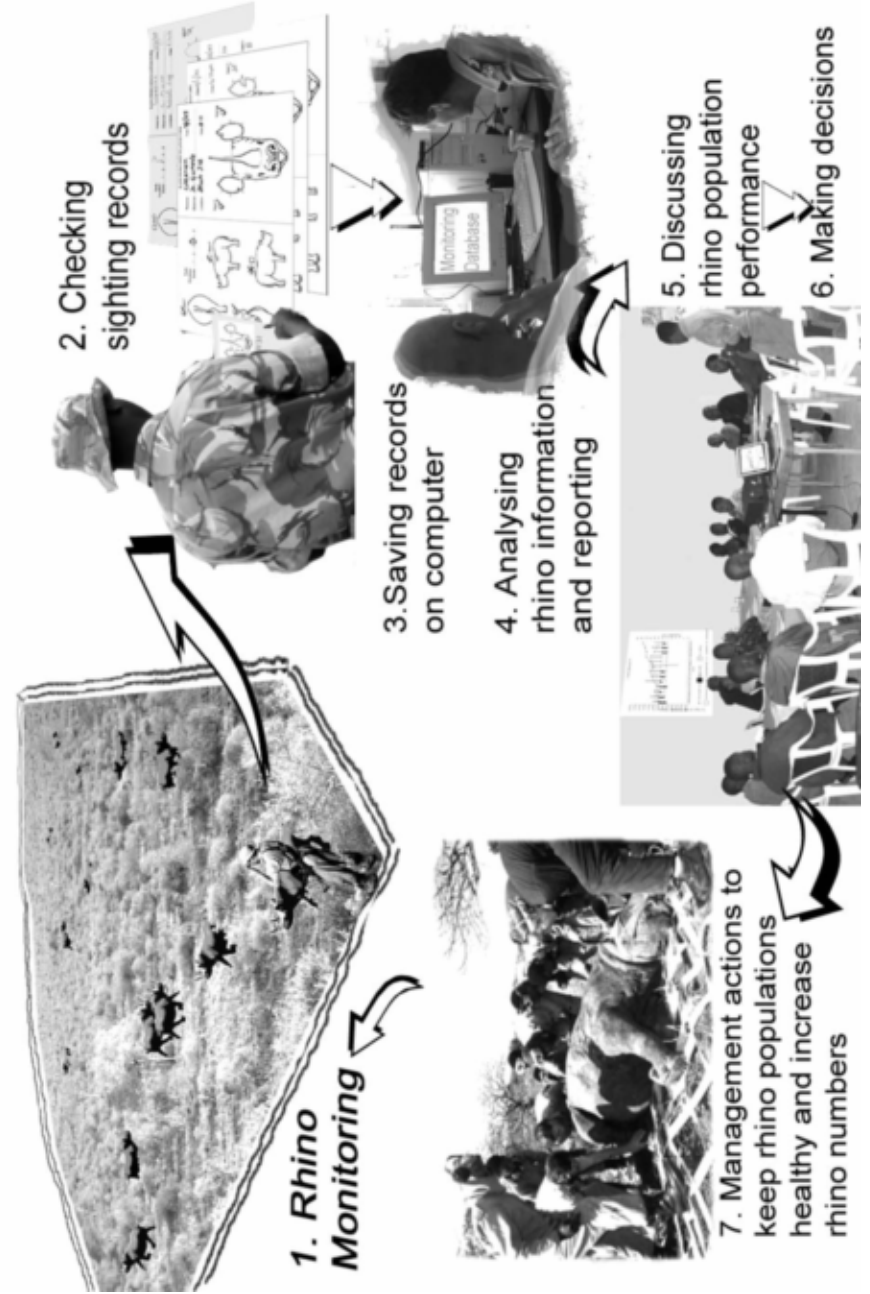 1. Rhino
Monitoring
2. Checking
sighting records
3.Saving records
on computer
Monitoring
Database
4. Analysing
rhino information
and reporting
5. Discussing
rhino population
performance
6. Making decisions
7. Management actions to
keep rhino populations
healthy and increase
rhino numbers